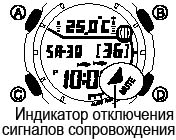 A B
25.0°C
SA-30 [36]
P 10:0
MUTE
C D
Индикатор отключения
сигналов сопровождения